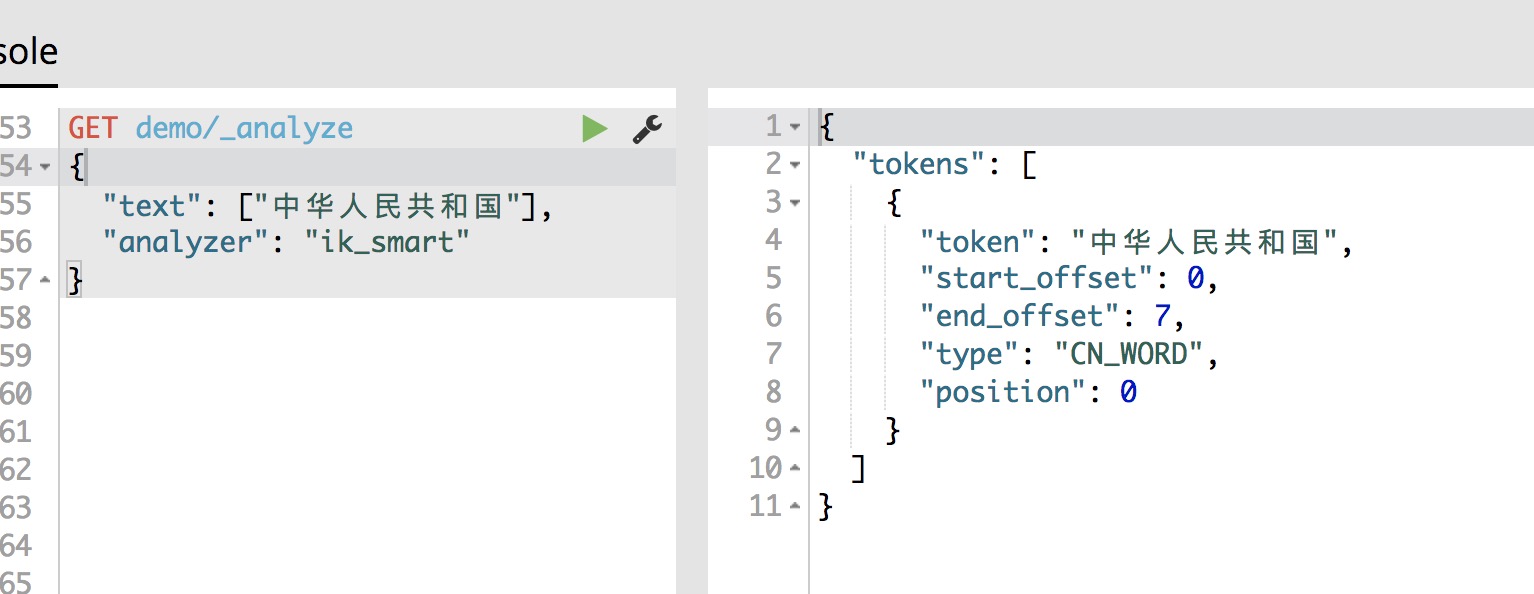 sole
53 GET demo/_analyze
54 {
55 "text": ["中华人民共和国"],
56 "analyzer": "ik_smart"
57 }
58
59
60
61
62
63
64
65
1 {
2 "tokens": [
3 {
4 "token": "中华人民共和国",
5 "start_offset": 0,
6 "end_offset": 7,
7 "type": "CN_WORD",
8 "position": 0
9 }
10 ]
11 }